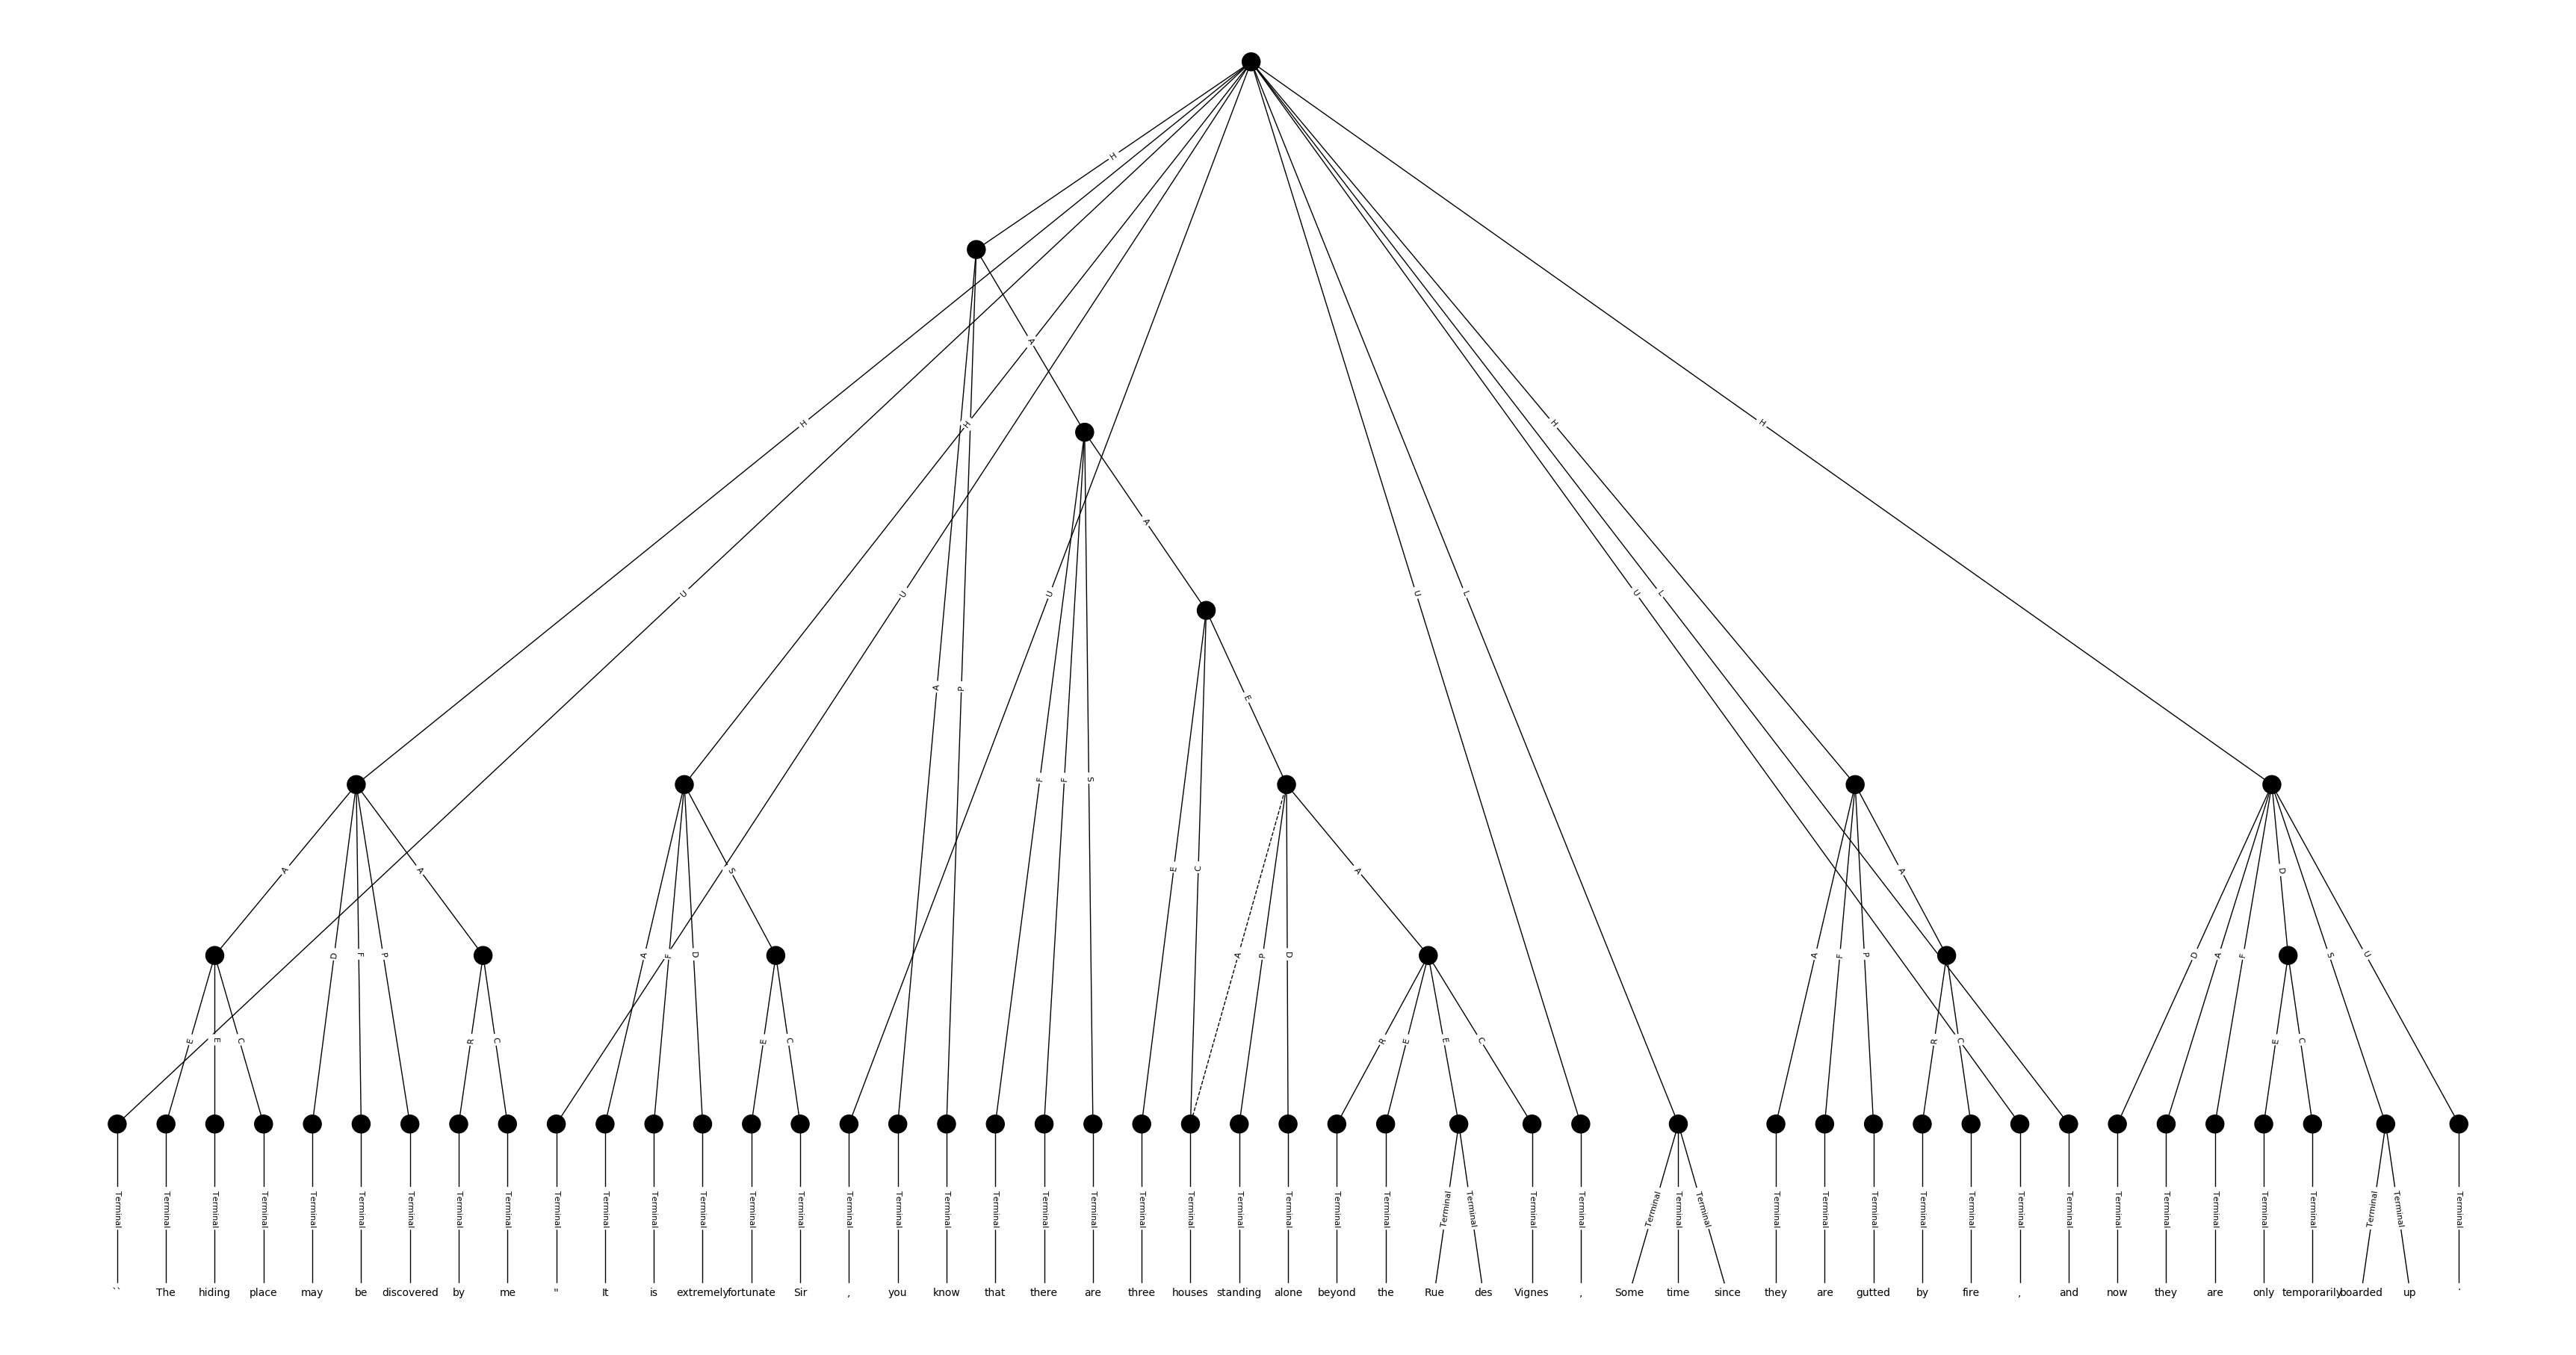 H
A
H
H
H
H
A
U
U
U
U
L
U
L
A
P
F
F
S
E
C
E
A
D
F
P
A
A
F
D
S
A
P
D
A
A
F
P
A
D
A
F
D
S
U
E
E
C
R
C
E
C
R
E
E
C
R
C
E
C
Terminal Terminal Terminal Terminal Terminal Terminal Terminal Terminal Terminal Terminal Terminal Terminal Terminal Terminal Terminal Terminal Terminal Terminal Terminal Terminal Terminal Terminal Terminal Terminal Terminal Terminal Terminal Terminal Terminal Terminal Terminal Terminal Terminal Terminal Terminal Terminal Terminal Terminal Terminal Terminal Terminal Terminal Terminal Terminal Terminal Terminal Terminal Terminal Terminal
`` The hiding place may be discovered by me " It is extremely fortunate Sir , you know that there are three houses standing alone beyond the Rue des Vignes , Some time since they are gutted by fire , and now they are only temporarily boarded up .